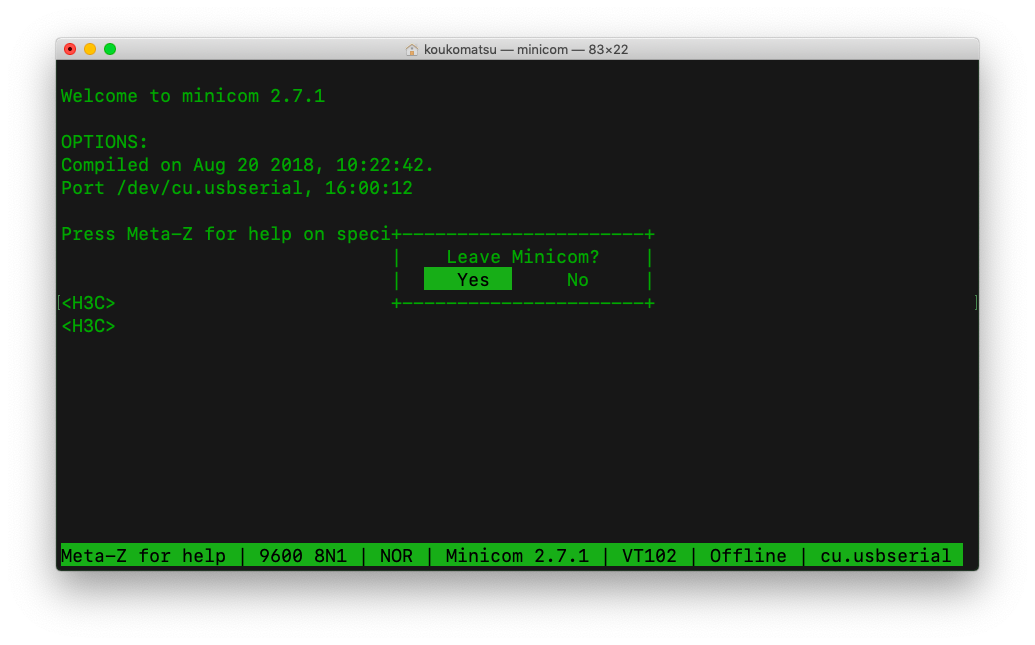 koukomatsu — minicom — 83×22
Welcome to minicom 2.7.1
OPTIONS:
Compiled on Aug 20 2018, 10:22:42.
Port /dev/cu.usbserial, 16:00:12
Press Meta-Z for help on speci+----------------------+
|    Leave Minicom?    |
|     Yes       No     |
[<H3C>                         +----------------------+                             ]
<H3C>
Meta-Z for help | 9600 8N1 | NOR | Minicom 2.7.1 | VT102 | Offline | cu.usbserial